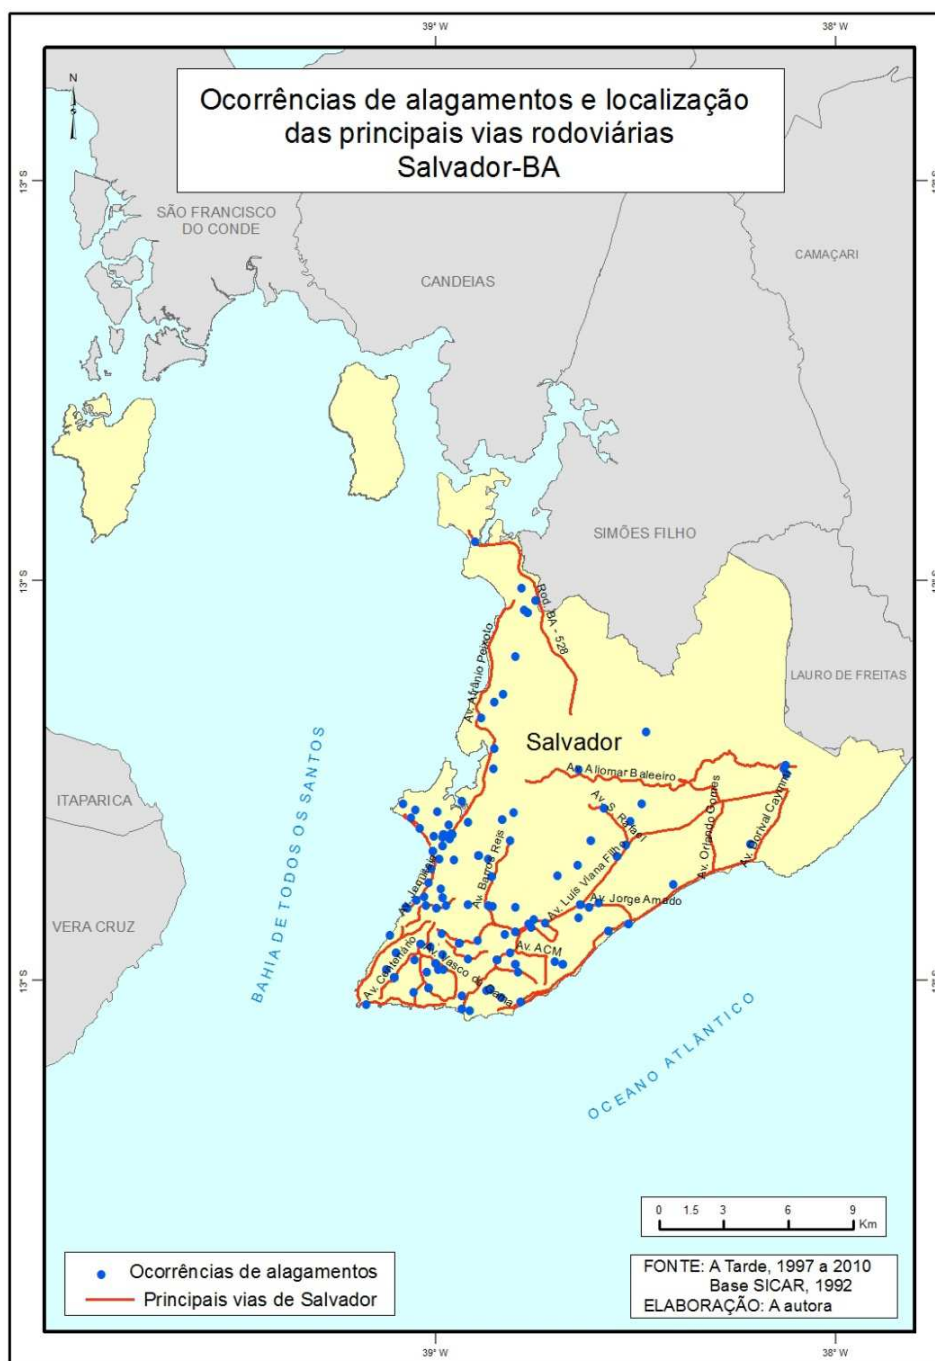 39° W
38° W
N
S
Ocorrências de alagamentos e localização
das principais vias rodoviárias
Salvador-BA
13° S
13° S
SÃO FRANCISCO
DO CONDE
CAMAÇARI
CANDEIAS
SIMÕES FILHO
13° S
13° S
Rod. BA - 528
Av. Afrânio Peixoto
LAURO DE FREITAS
Salvador
Av Aliomar Baleeiro
ITAPARICA
Av. S. Rafael
Av. Orlando Gomes
Av. Dorival Caymmi
Av. Barros Reis
Av. Luís Viana Filho
Av. Jequitaia
Av. Jorge Amado
VERA CRUZ
BAHIA DE TODOS OS SANTOS
Av. ACM
Av. Vasco da Gama
Av. Centenário
13° S
13° S
OCEANO ATLÂNTICO
0 1.5 3 6 9
Km
Ocorrências de alagamentos
Principais vias de Salvador
FONTE: A Tarde, 1997 a 2010
Base SICAR, 1992
ELABORAÇÃO: A autora
39° W
38° W